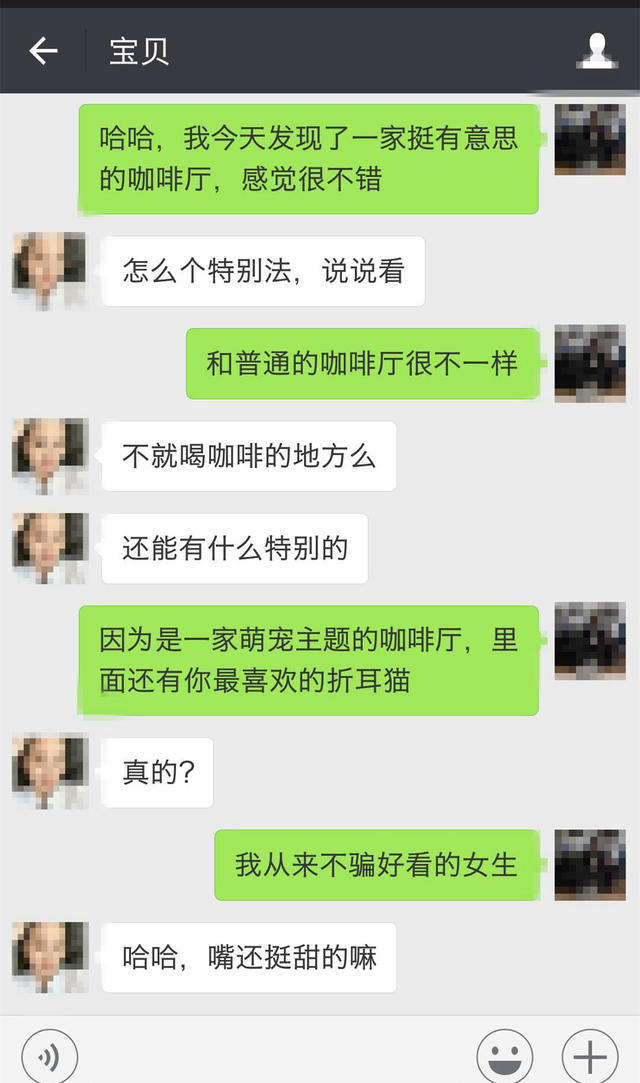 宝贝
哈哈，我今天发现了一家挺有意思
的咖啡厅，感觉很不错
怎么个特别法，说说看
和普通的咖啡厅很不一样
不就喝咖啡的地方么
还能有什么特别的
因为是一家萌宠主题的咖啡厅，里
面还有你最喜欢的折耳猫
真的？
我从来不骗好看的女生
哈哈，嘴还挺甜的嘛